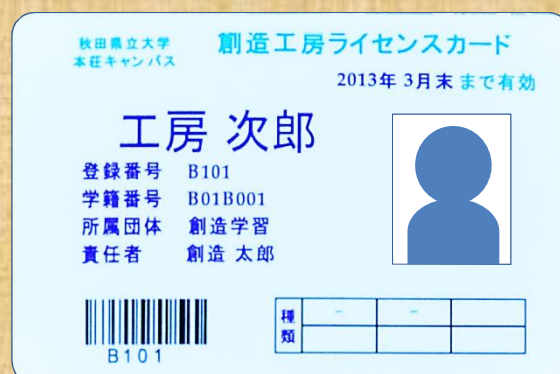 秋田県立大学
本荘キャンパス
創造工房ライセンスカード
2013年 3月末 まで有効
工房 次郎
登録番号 B101
学籍番号 B01B001
所属団体 創造学習
責任者 創造 太郎
B101
種類 － －